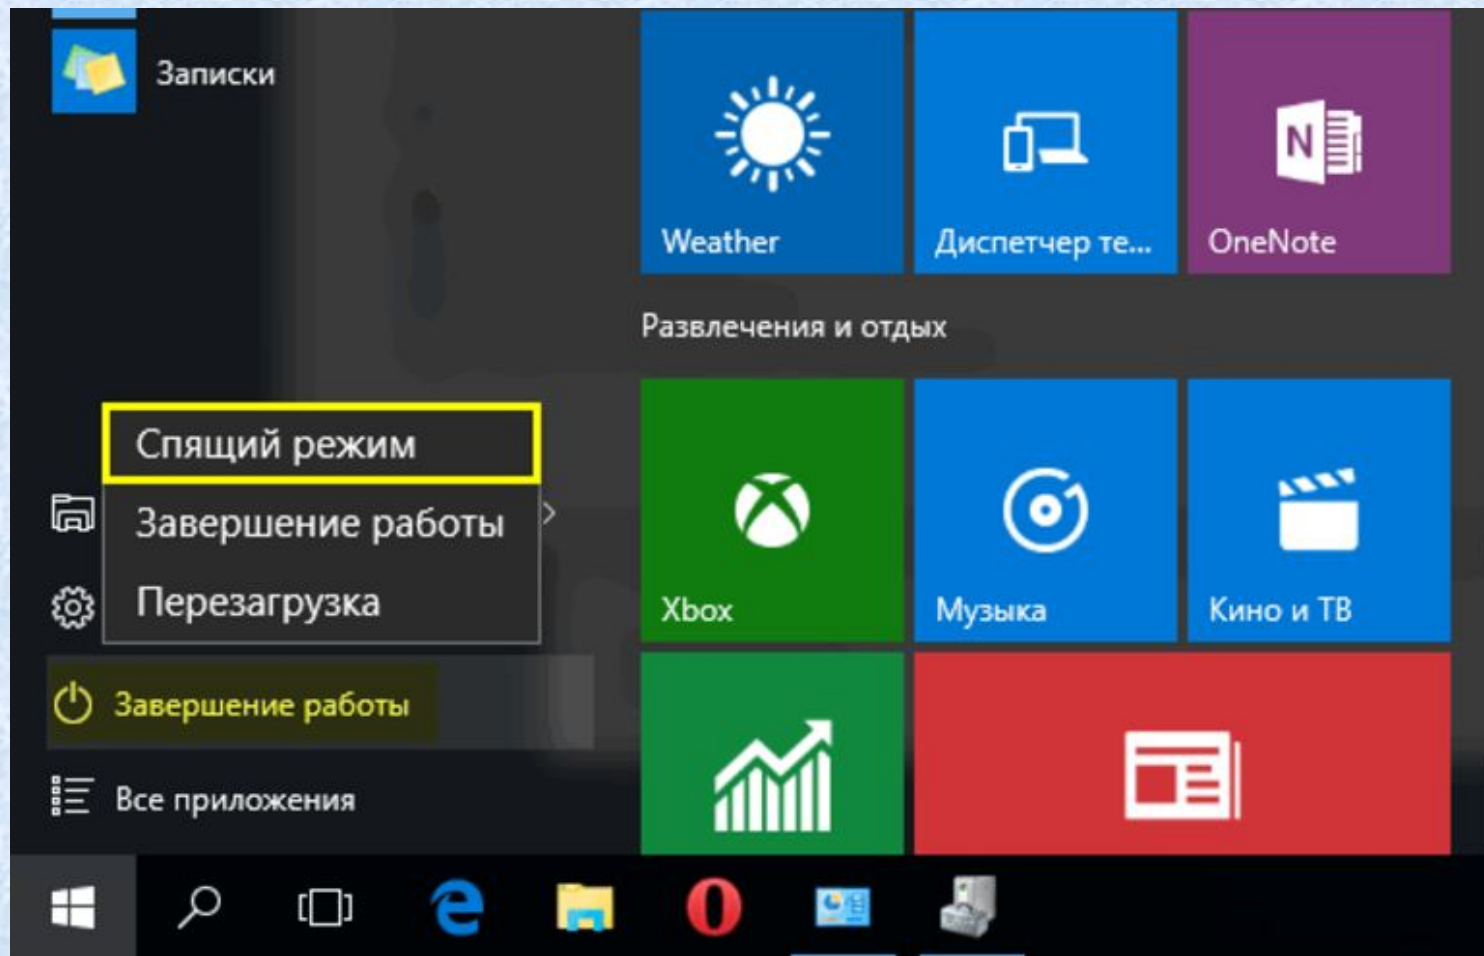 Записки
Спящий режим
Завершение работы
Перезагрузка
Завершение работы
Все приложения
Weather
Диспетчер те...
OneNote
Развлечения и отдых
Xbox
Музыка
Кино и ТВ